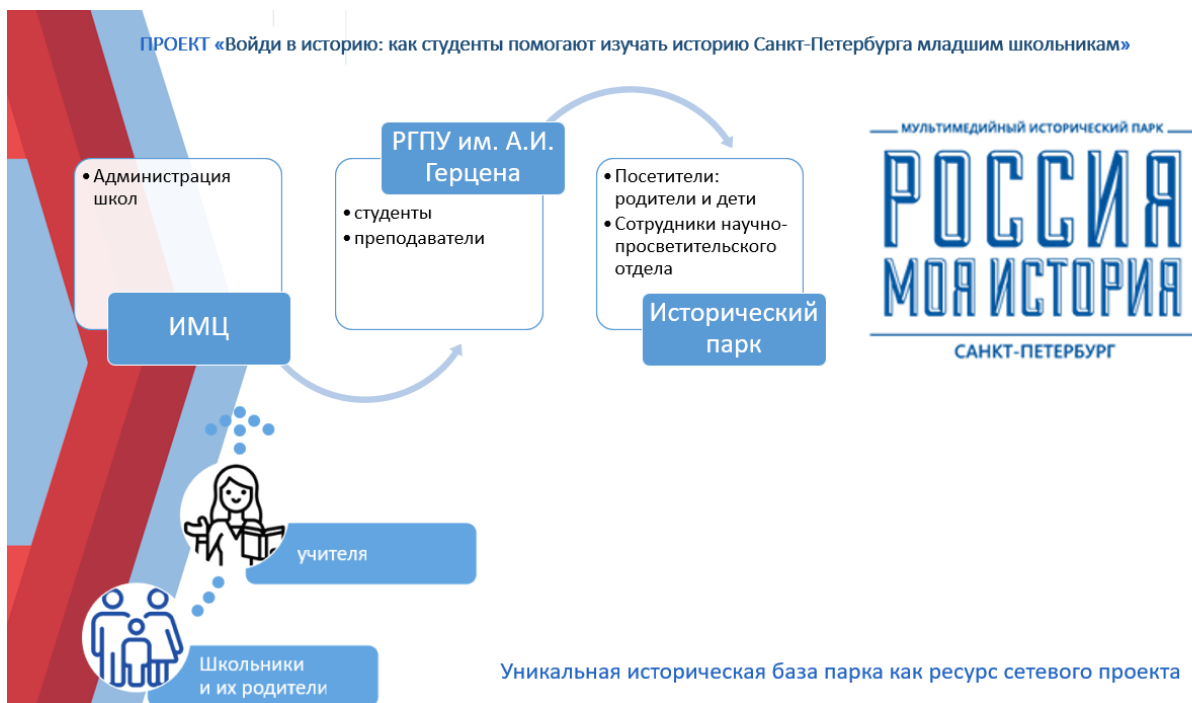 ПРОЕКТ «Войди в историю: как студенты помогают изучать историю Санкт-Петербурга младшим школьникам»
• Администрация
школ
ИМЦ
РГПУ им. А.И.
Герцена
• студенты
• преподаватели
• Посетители:
родители и дети
• Сотрудники научно-
просветительского
отдела
Исторический
парк
МУЛЬТИМЕДИЙНЫЙ ИСТОРИЧЕСКИЙ ПАРК
РОССИЯ
МОЯ ИСТОРИЯ
САНКТ-ПЕТЕРБУРГ
учителя
Школьники
и их родители
Уникальная историческая база парка как ресурс сетевого проекта